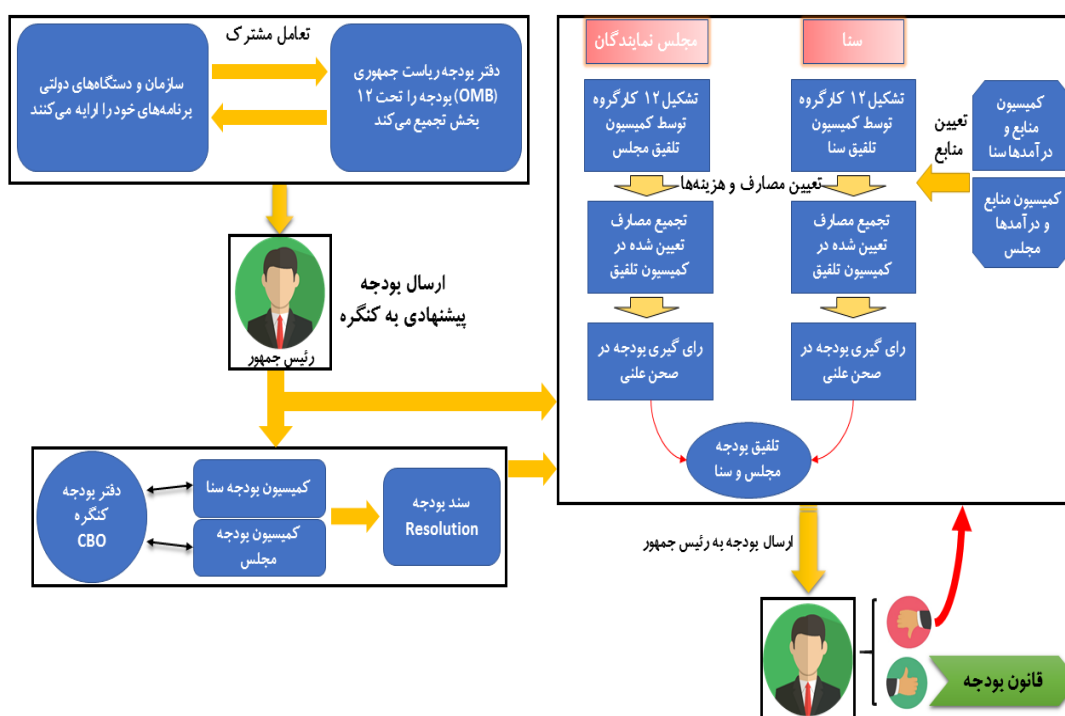 تعامل مشترک
سازمان و دستگاه‌های دولتی
برنامه‌های خود را ارایه می‌کنند
دفتر بودجه ریاست جمهوری
(OMB) بودجه را تحت ۱۲
بخش تجمیع می‌کند
ارسال بودجه
پیشنهادی به کنگره
رئیس جمهور
دفتر بودجه
کنگره
CBO
کمیسیون بودجه سنا
کمیسیون بودجه
مجلس
سند بودجه
Resolution
سنا
مجلس نمایندگان
تشکیل ۱۲ کارگروه
توسط کمیسیون
تلفیق سنا
تشکیل ۱۲ کارگروه
توسط کمیسیون
تلفیق مجلس
کمیسیون
منابع و
درآمدها سنا
کمیسیون منابع
و درآمدها
مجلس
تعیین
منابع
تعیین مصارف و هزینه‌ها
تجمیع مصارف
تعیین شده در
کمیسیون تلفیق
تجمیع مصارف
تعیین شده در
کمیسیون تلفیق
رای گیری بودجه در
صحن علنی
رای گیری بودجه در
صحن علنی
تلفیق بودجه
مجلس و سنا
ارسال بودجه به رئیس جمهور
قانون بودجه